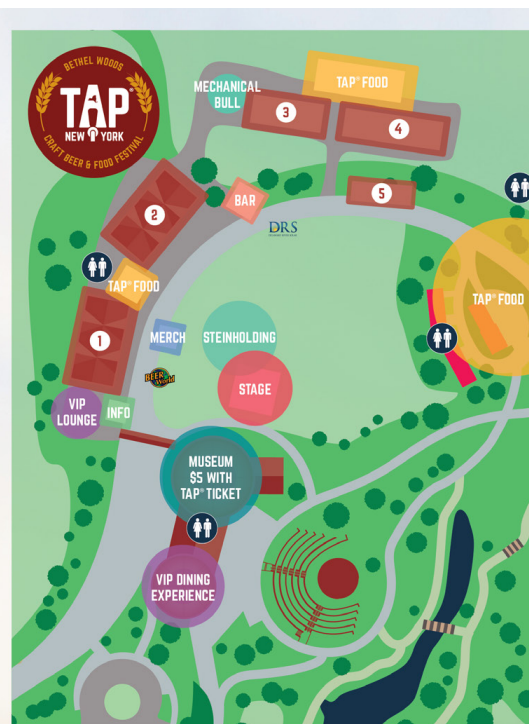 BETHEL WOODS
TAP®
NEW YORK
CRAFT BEER & FOOD FESTIVAL
MECHANICAL
BULL
TAP® FOOD
3
4
5
2
BAR
DRS
TAP® FOOD
TAP® FOOD
1
MERCH
STEINHOLDING
BEER World
STAGE
VIP
LOUNGE
INFO
MUSEUM
$5 WITH
TAP® TICKET
VIP DINING
EXPERIENCE